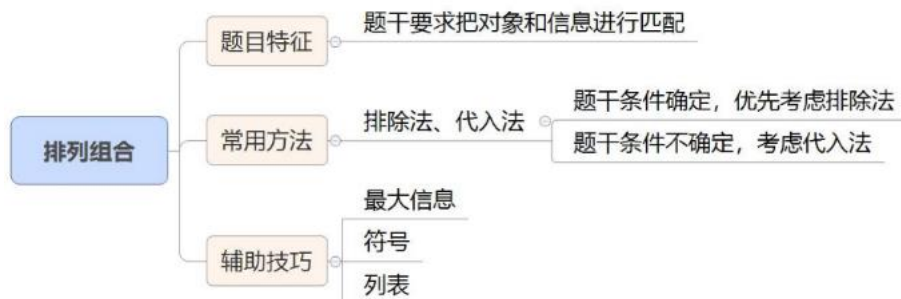 排列组合
题目特征
题干要求把对象和信息进行匹配
常用方法
排除法、代入法
题干条件确定，优先考虑排除法
题干条件不确定，考虑代入法
辅助技巧
最大信息
符号
列表